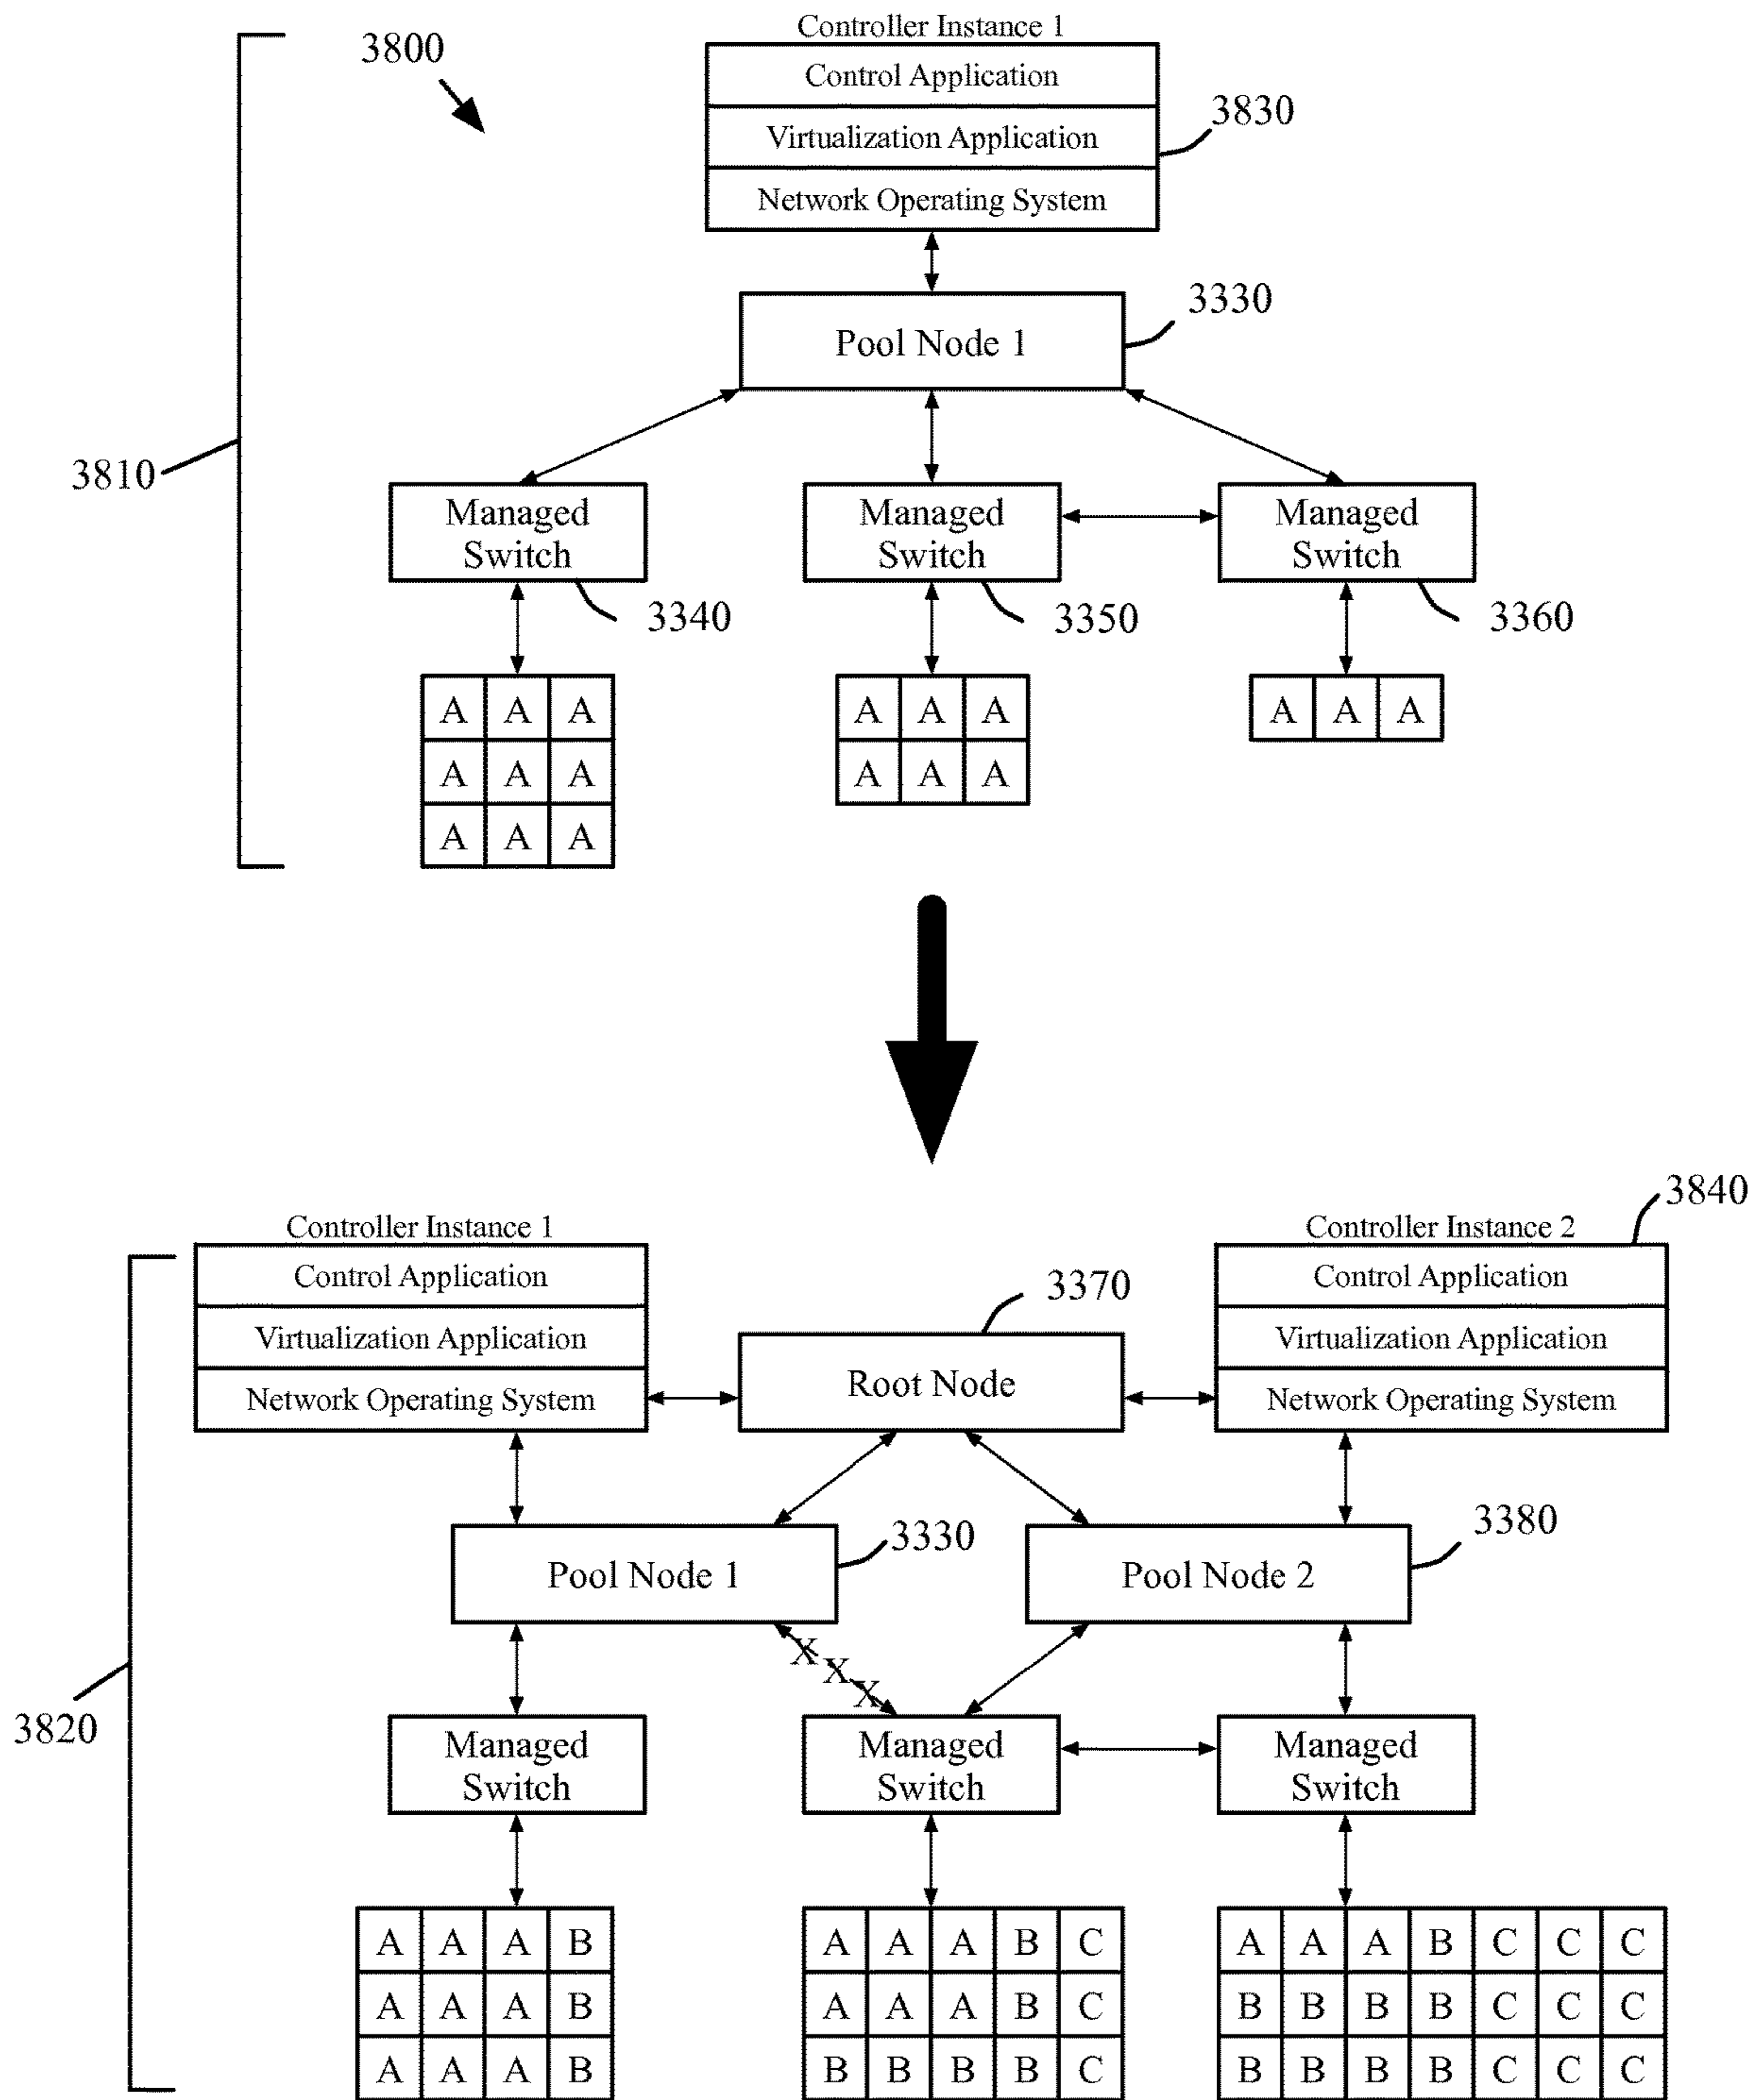 Controller Instance 1
3800
Control Application
3830
Virtualization Application
Network Operating System
3330
Pool Node 1
3810
Managed Switch
Managed Switch
Managed Switch
3340
3350
3360
A A A
A A A
A A A
A A A
A A A
A A A
3840
Controller Instance 1
Controller Instance 2
Control Application
3370
Control Application
Virtualization Application
Root Node
Virtualization Application
Network Operating System
Network Operating System
3330
3380
Pool Node 1
Pool Node 2
X
X
X
3820
Managed Switch
Managed Switch
Managed Switch
A A A B
A A A B
A A A B
A A A B C
A A A B C
B B B B C
A A A B C C C
B B B B C C C
B B B B C C C